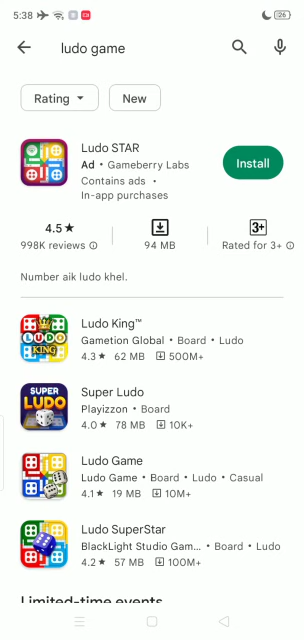 5:38
26
ludo game
Rating
New
Ludo STAR
Ad • Gameberry Labs
Contains ads •
In-app purchases
Install
4.5★
998K reviews
94 MB
3+
Rated for 3+
Number aik ludo khel.
LUDO
KING
Ludo King™
Gametion Global • Board • Ludo
4.3★ 62 MB 500M+
SUPER
LUDO
Super Ludo
Playizzon • Board
4.0★ 78 MB 10K+
Ludo Game
Ludo Game • Board • Ludo • Casual
4.1★ 19 MB 10M+
Ludo SuperStar
BlackLight Studio Gam... • Board • Ludo
4.2★ 57 MB 100M+
Limited-time events